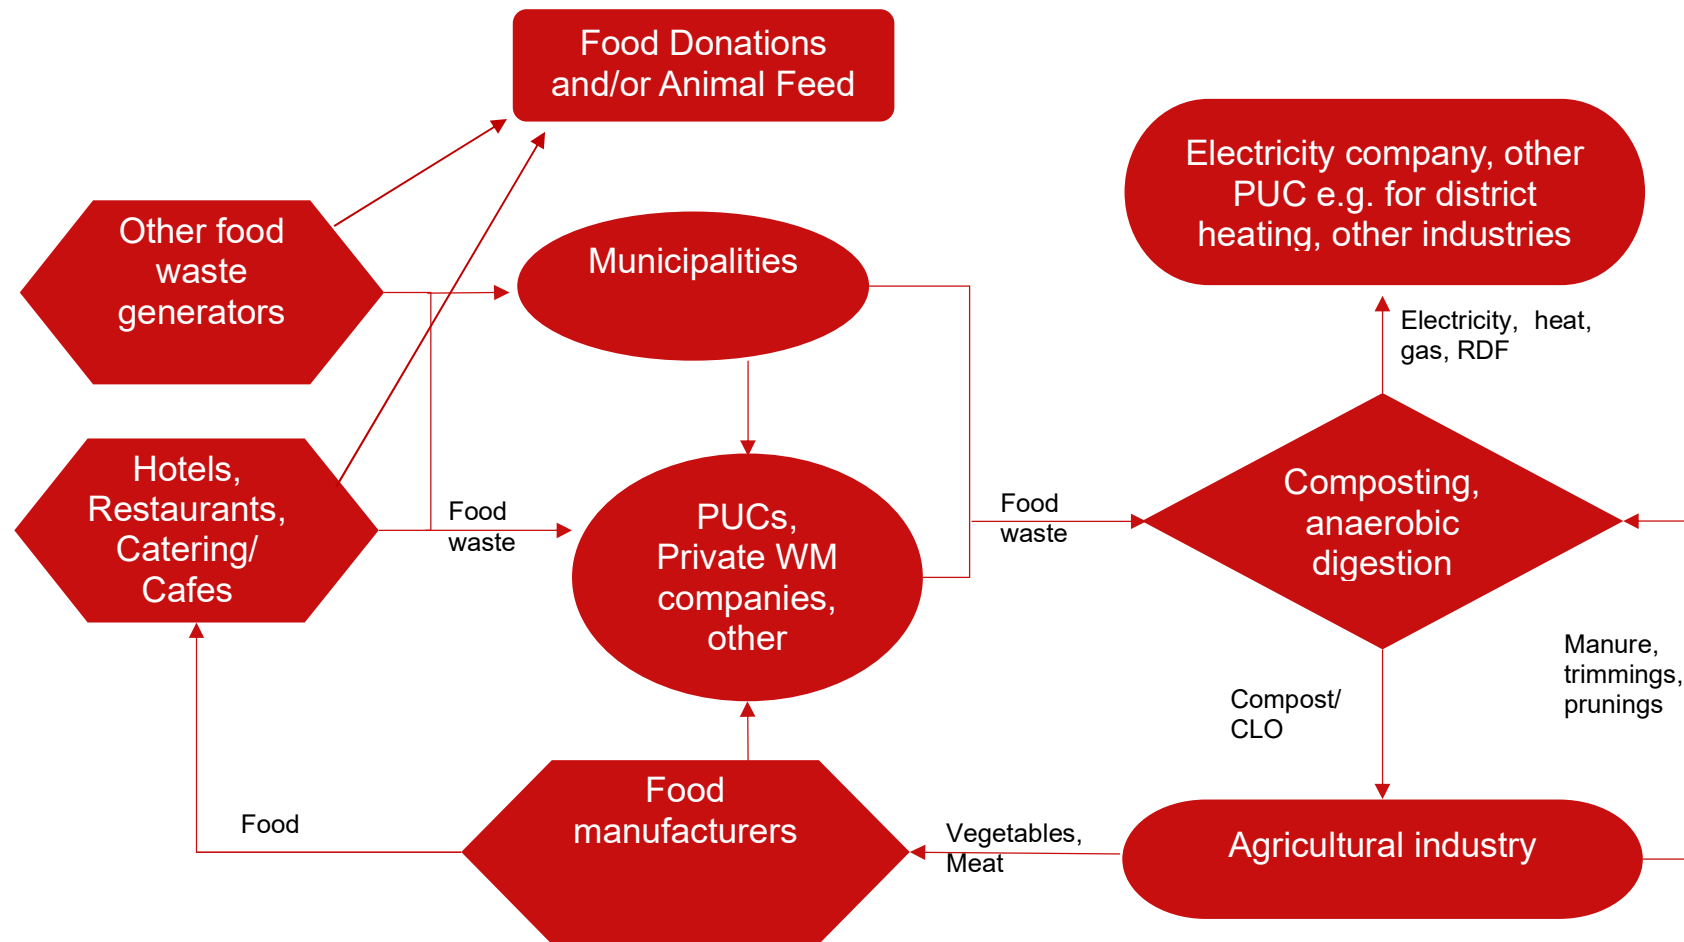 Food Donations
and/or Animal Feed
Electricity company, other
PUC e.g. for district
heating, other industries
Other food
waste
generators
Municipalities
Electricity, heat,
gas, RDF
Hotels,
Restaurants,
Catering/
Cafes
Food
waste
PUCs,
Private WM
companies,
other
Food
waste
Composting,
anaerobic
digestion
Manure,
trimmings,
prunings
Compost/
CLO
Food
manufacturers
Food
Vegetables,
Meat
Agricultural industry